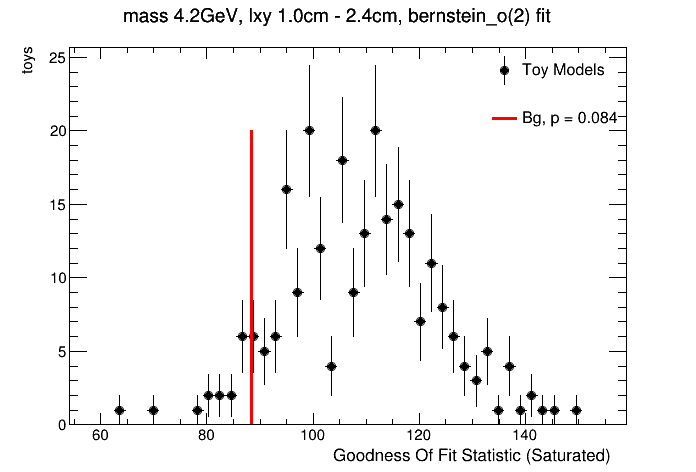 mass 4.2GeV, lxy 1.0cm - 2.4cm, bernstein_o(2) fit
toys
25
20
15
10
5
0
Toy Models
Bg, p = 0.084
60 80 100 120 140
Goodness Of Fit Statistic (Saturated)